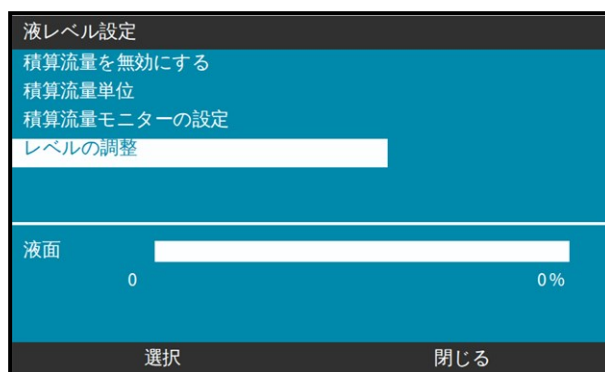 液レベル設定
積算流量を無効にする
積算流量単位
積算流量モニターの設定
レベルの調整
液面
0 0%
選択 閉じる